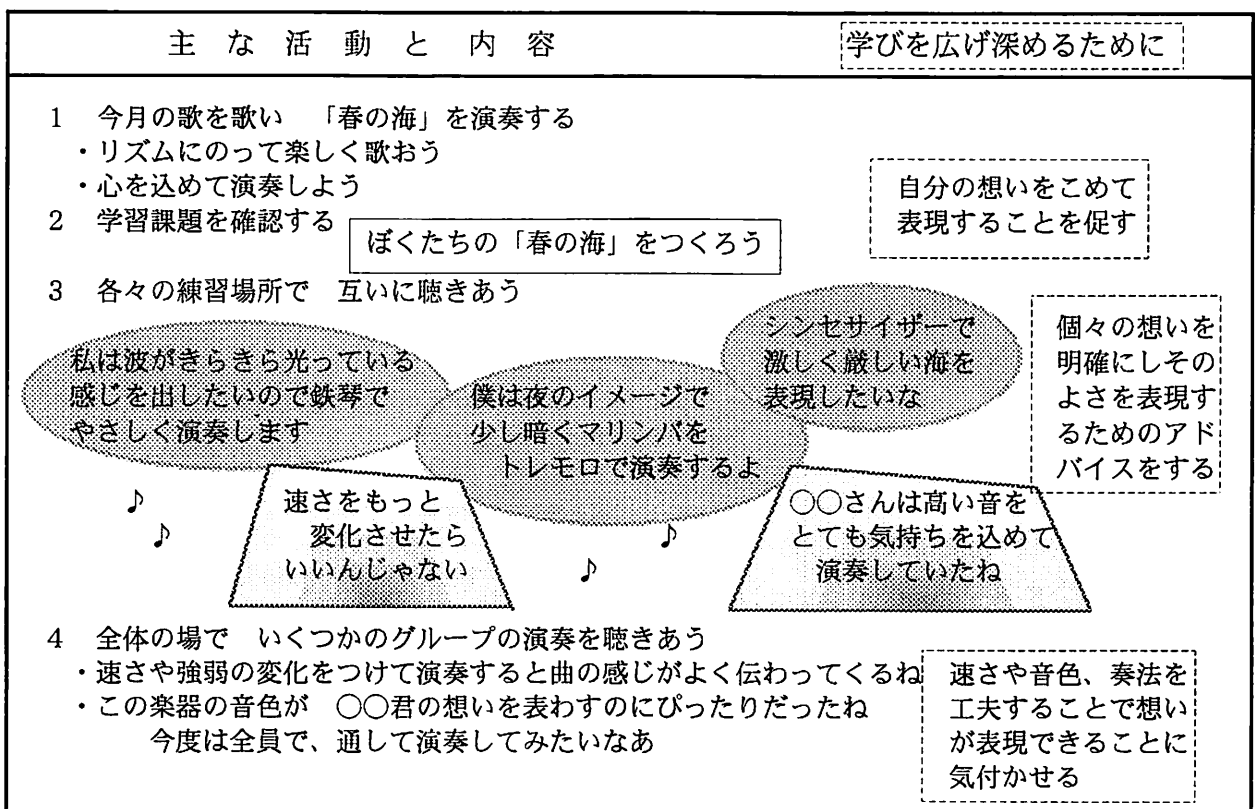 主な活動と内容
学びを広げ深めるために
1 今月の歌を歌い 「春の海」を演奏する
・リズムにのって楽しく歌おう
・心を込めて演奏しよう
自分の想いをこめて
表現することを促す
2 学習課題を確認する
ぼくたちの「春の海」をつくろう
3 各々の練習場所で 互いに聴きあう
私は波がきらきら光っている
感じを出したいので鉄琴で
やさしく演奏します
僕は夜のイメージで
少し暗くマリンバを
トレモロで演奏するよ
シンセサイザーで
激しく厳しい海を
表現したいな
個々の想いを
明確にしその
よさを表現す
るためのアド
バイスをする
速さをもっと
変化させたら
いいんじゃない
○○さんは高い音を
とても気持ちを込めて
演奏していたね
4 全体の場で いくつかのグループの演奏を聴きあう
・速さや強弱の変化をつけて演奏すると曲の感じがよく伝わってくるね
・この楽器の音色が ○○君の想いを表わすのにぴったりだったね
今度は全員で、通して演奏してみたいなあ
速さや音色、奏法を
工夫することで想い
が表現できることに
気付かせる